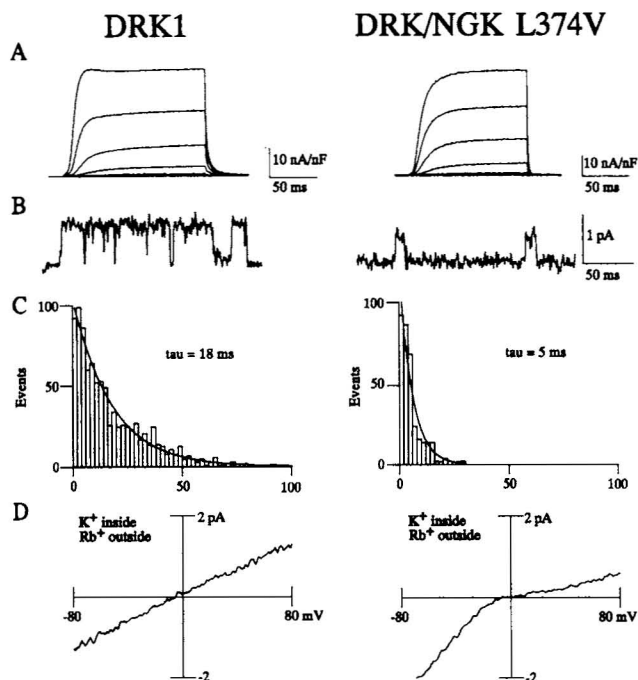 DRK1 DRK/NGK L374V
A
10 nA/nF 10 nA/nF
50 ms 50 ms
B
1 pA
50 ms
C
100 100
Events 50 Events 50
tau = 18 ms tau = 5 ms
0 0
0 50 100 0 50 100
D
K⁺ inside 2 pA K⁺ inside 2 pA
Rb⁺ outside Rb⁺ outside
-80 80 mV -80 80 mV
-2 -2